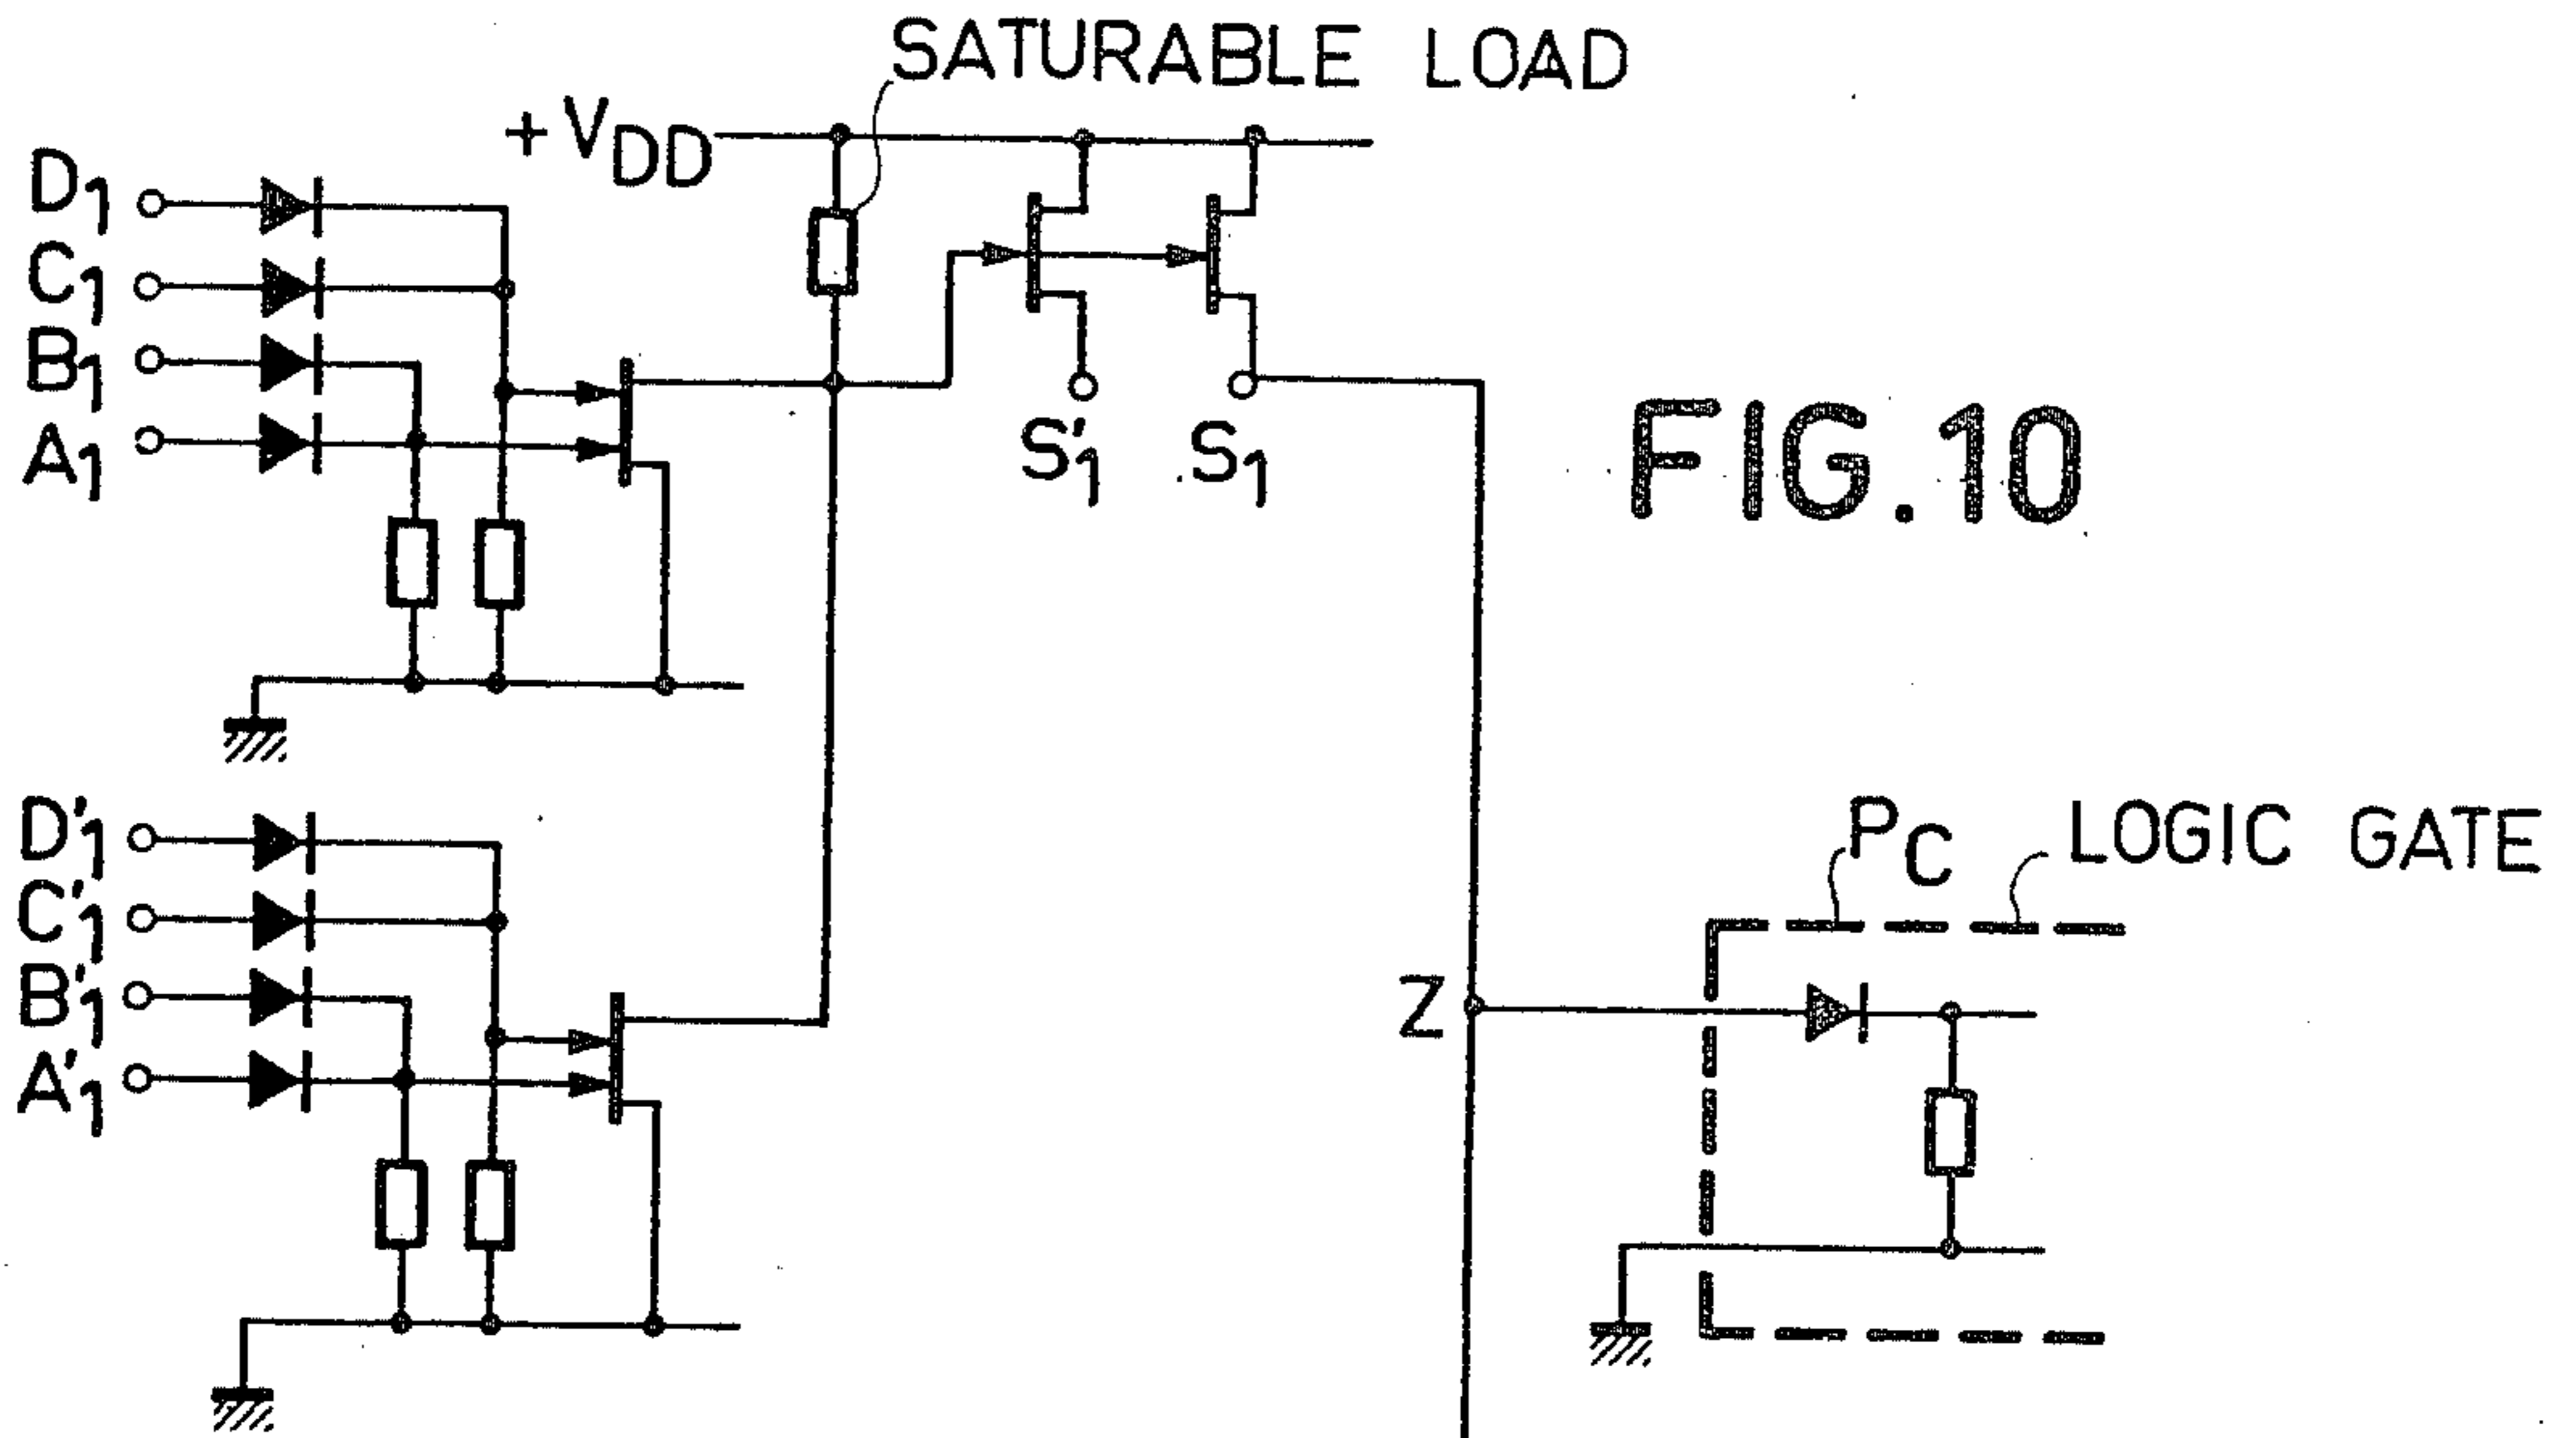 SATURABLE LOAD
+ VDD
D1
C1
B1
A1
S'1
S1
FIG.10
D'1
C'1
B'1
A'1
Z
PC
LOGIC GATE